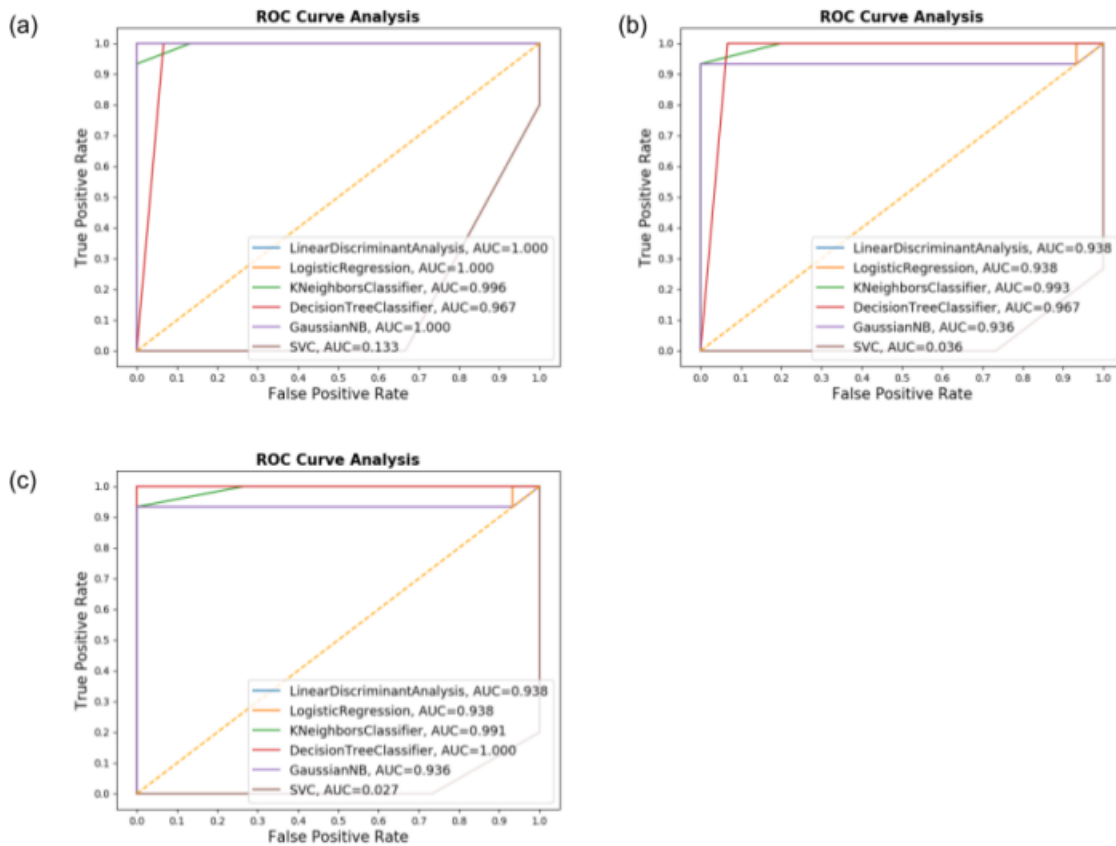 (a)
ROC Curve Analysis
True Positive Rate
1.0
0.9
0.8
0.7
0.6
0.5
0.4
0.3
0.2
0.1
0.0
LinearDiscriminantAnalysis, AUC=1.000
LogisticRegression, AUC=1.000
KNeighborsClassifier, AUC=0.996
DecisionTreeClassifier, AUC=0.967
GaussianNB, AUC=1.000
SVC, AUC=0.133
0.0 0.1 0.2 0.3 0.4 0.5 0.6 0.7 0.8 0.9 1.0
False Positive Rate
(b)
ROC Curve Analysis
True Positive Rate
1.0
0.9
0.8
0.7
0.6
0.5
0.4
0.3
0.2
0.1
0.0
LinearDiscriminantAnalysis, AUC=0.938
LogisticRegression, AUC=0.938
KNeighborsClassifier, AUC=0.993
DecisionTreeClassifier, AUC=0.967
GaussianNB, AUC=0.936
SVC, AUC=0.036
0.0 0.1 0.2 0.3 0.4 0.5 0.6 0.7 0.8 0.9 1.0
False Positive Rate
(c)
ROC Curve Analysis
True Positive Rate
1.0
0.9
0.8
0.7
0.6
0.5
0.4
0.3
0.2
0.1
0.0
LinearDiscriminantAnalysis, AUC=0.938
LogisticRegression, AUC=0.938
KNeighborsClassifier, AUC=0.991
DecisionTreeClassifier, AUC=1.000
GaussianNB, AUC=0.936
SVC, AUC=0.027
0.0 0.1 0.2 0.3 0.4 0.5 0.6 0.7 0.8 0.9 1.0
False Positive Rate